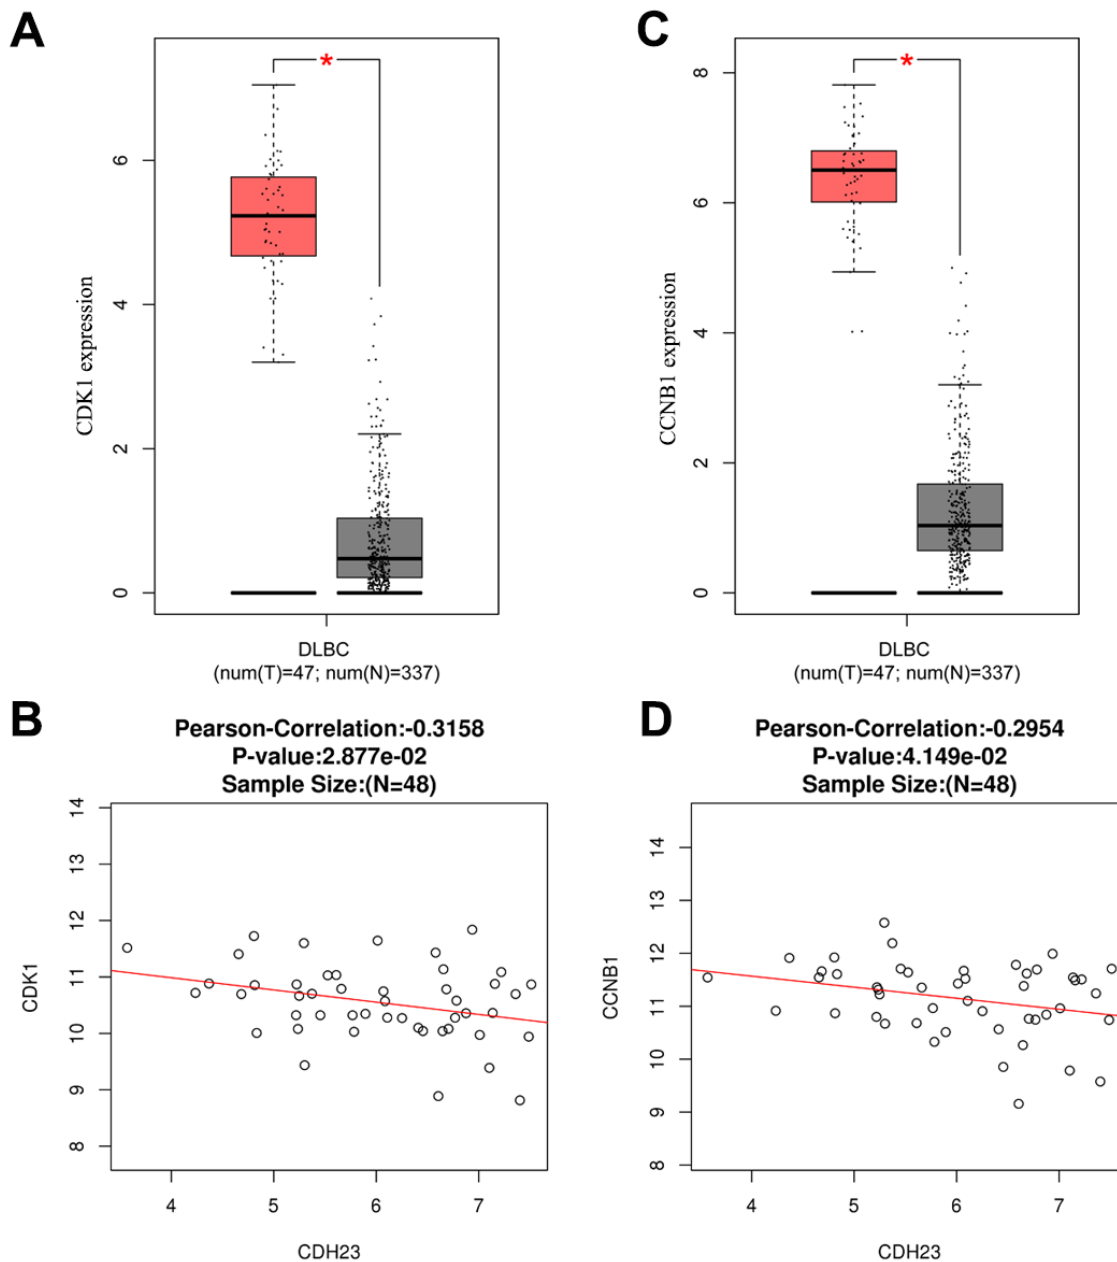 A
CDK1 expression
6
4
2
0
*
DLBC
(num(T)=47; num(N)=337)
C
CCNB1 expression
8
6
4
2
0
*
DLBC
(num(T)=47; num(N)=337)
B
Pearson-Correlation:-0.3158
P-value:2.877e-02
Sample Size:(N=48)
CDK1
14
13
12
11
10
9
8
4 5 6 7
CDH23
D
Pearson-Correlation:-0.2954
P-value:4.149e-02
Sample Size:(N=48)
CCNB1
14
13
12
11
10
9
8
4 5 6 7
CDH23